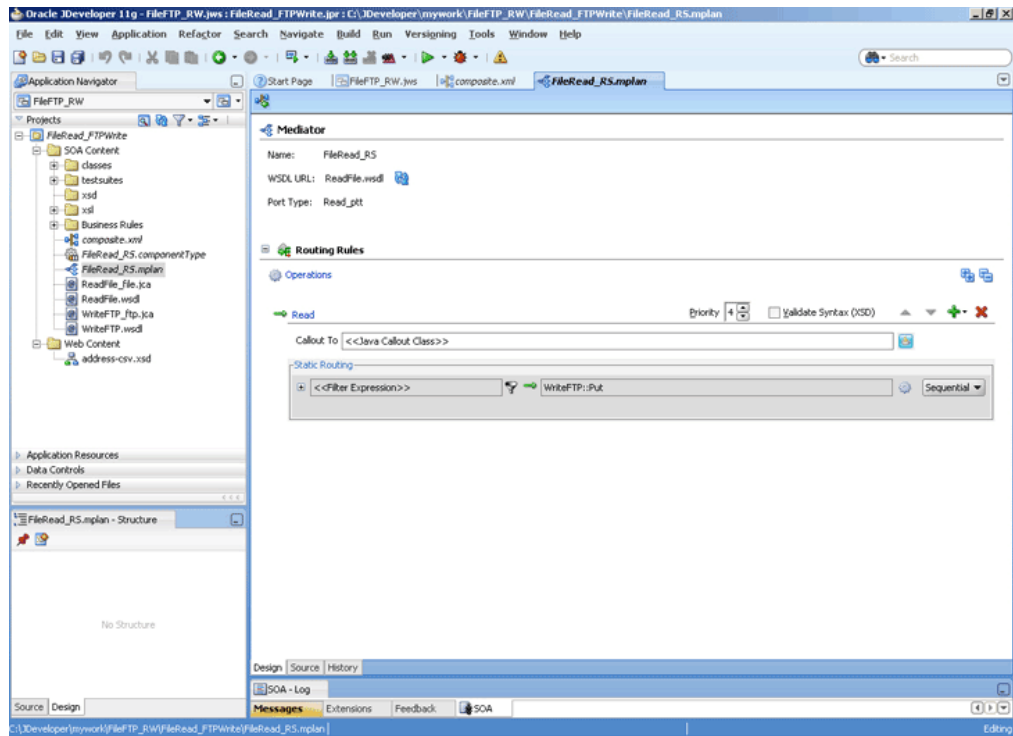 Oracle JDeveloper 11g - FileFTP_RW.jws : FileRead_FTPWrite.jpr : C:\JDeveloper\mywork\FileFTP_RW\FileRead_FTPWrite\FileRead_RS.mplan
File Edit View Application Refactor Search Navigate Build Run Versioning Tools Window Help
Search
Application Navigator
Start Page FileFTP_RW.jws composite.xml FileRead_RS.mplan
FileFTP_RW
Projects
FileRead_FTPWrite
SOA Content
classes
testsuites
xsd
xsl
Business Rules
composite.xml
FileRead_RS.componentType
FileRead_RS.mplan
ReadFile_file.jca
ReadFile.wsdl
WriteFTP_ftp.jca
WriteFTP.wsdl
Web Content
address-csv.xsd
Application Resources
Data Controls
Recently Opened Files
FileRead_RS.mplan - Structure
No Structure
Source Design
Mediator
Name: FileRead_RS
WSDL URL: ReadFile.wsdl
Port Type: Read_ptt
Routing Rules
Operations
Read Priority 4 Validate Syntax (XSD)
Callout To <<Java Callout Class>>
Static Routing
<<Filter Expression>> WriteFTP::Put Sequential
Design Source History
SOA - Log
Messages Extensions Feedback SOA
C:\JDeveloper\mywork\FileFTP_RW\FileRead_FTPWrite\FileRead_RS.mplan Editing